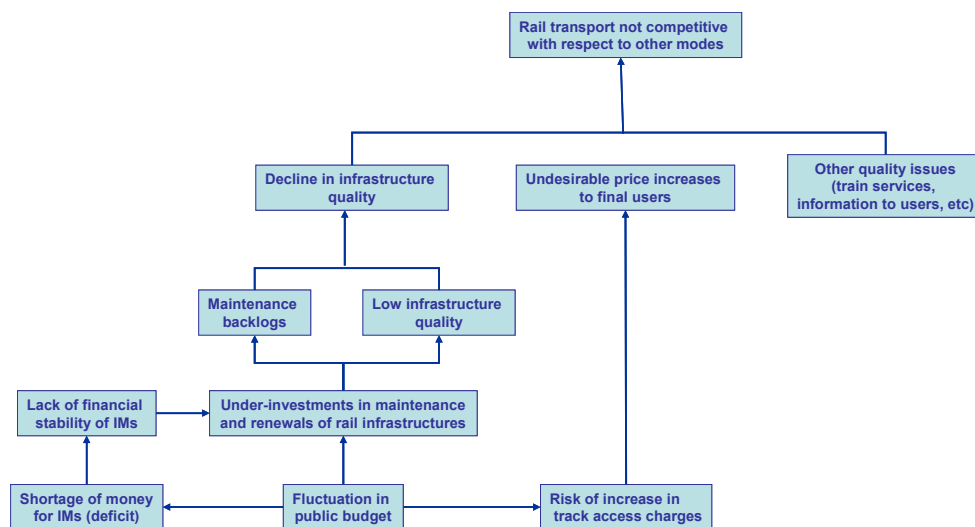 Rail transport not competitive
with respect to other modes
Decline in infrastructure
quality
Undesirable price increases
to final users
Other quality issues
(train services,
information to users, etc)
Maintenance
backlogs
Low infrastructure
quality
Lack of financial
stability of IMs
Under-investments in maintenance
and renewals of rail infrastructures
Shortage of money
for IMs (deficit)
Fluctuation in
public budget
Risk of increase in
track access charges